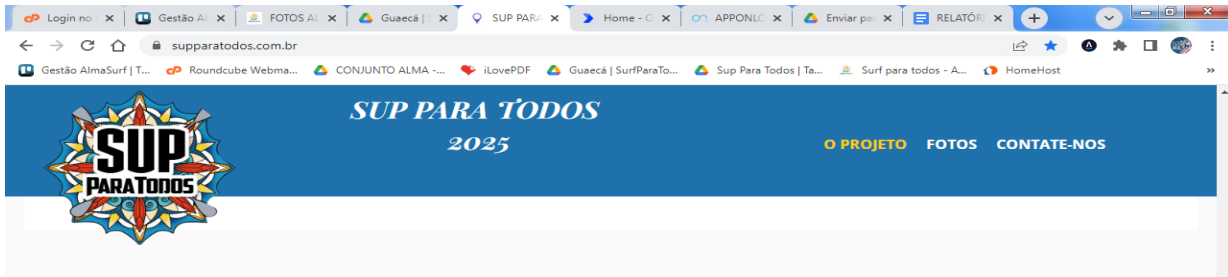 Login no
Gestão Al
FOTOS AL
Guaecá | S
SUP PARA
Home - C
APPONLC
Enviar par
RELATÓRI
supparatodos.com.br
Gestão AlmaSurf | T...
Roundcube Webma...
CONJUNTO ALMA -...
iLovePDF
Guaecá | SurfParaTo...
Sup Para Todos | Ta...
Surf para todos - A...
HomeHost
SUP
PARATODOS
SUP PARA TODOS
2025
O PROJETO FOTOS CONTATE-NOS